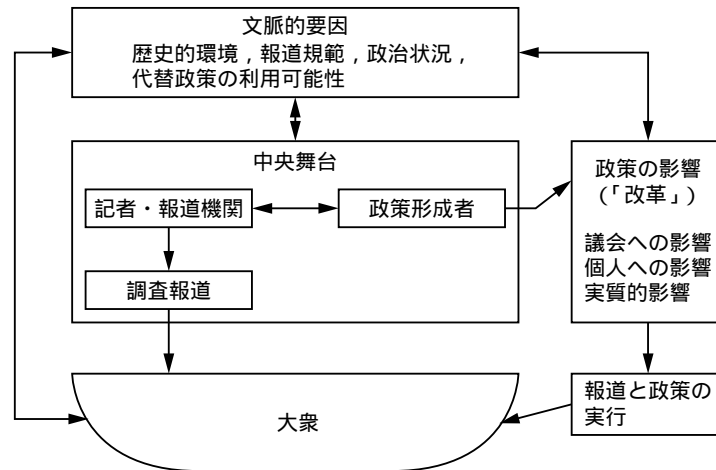 文脈的要因
歴史的環境，報道規範，政治状況，
代替政策の利用可能性
中央舞台
記者・報道機関
政策形成者
調査報道
政策の影響
（「改革」）
議会への影響
個人への影響
実質的影響
大衆
報道と政策の
実行